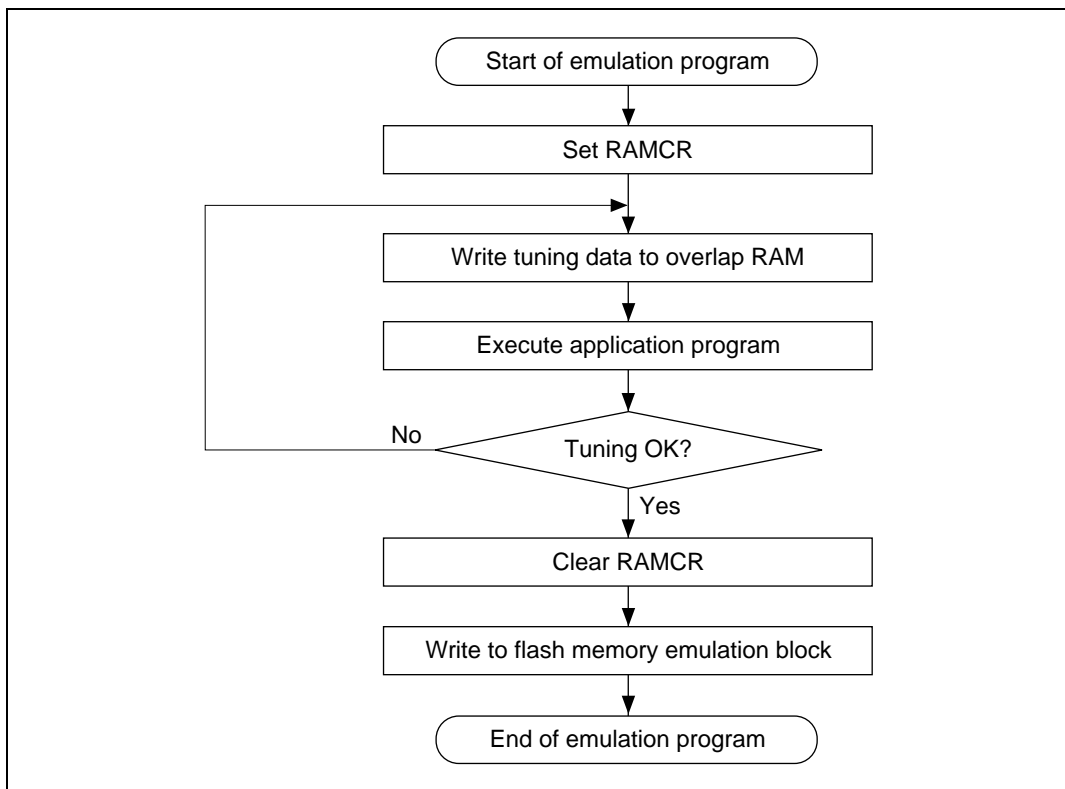 Start of emulation program
Set RAMCR
Write tuning data to overlap RAM
Execute application program
Tuning OK?
No
Yes
Clear RAMCR
Write to flash memory emulation block
End of emulation program